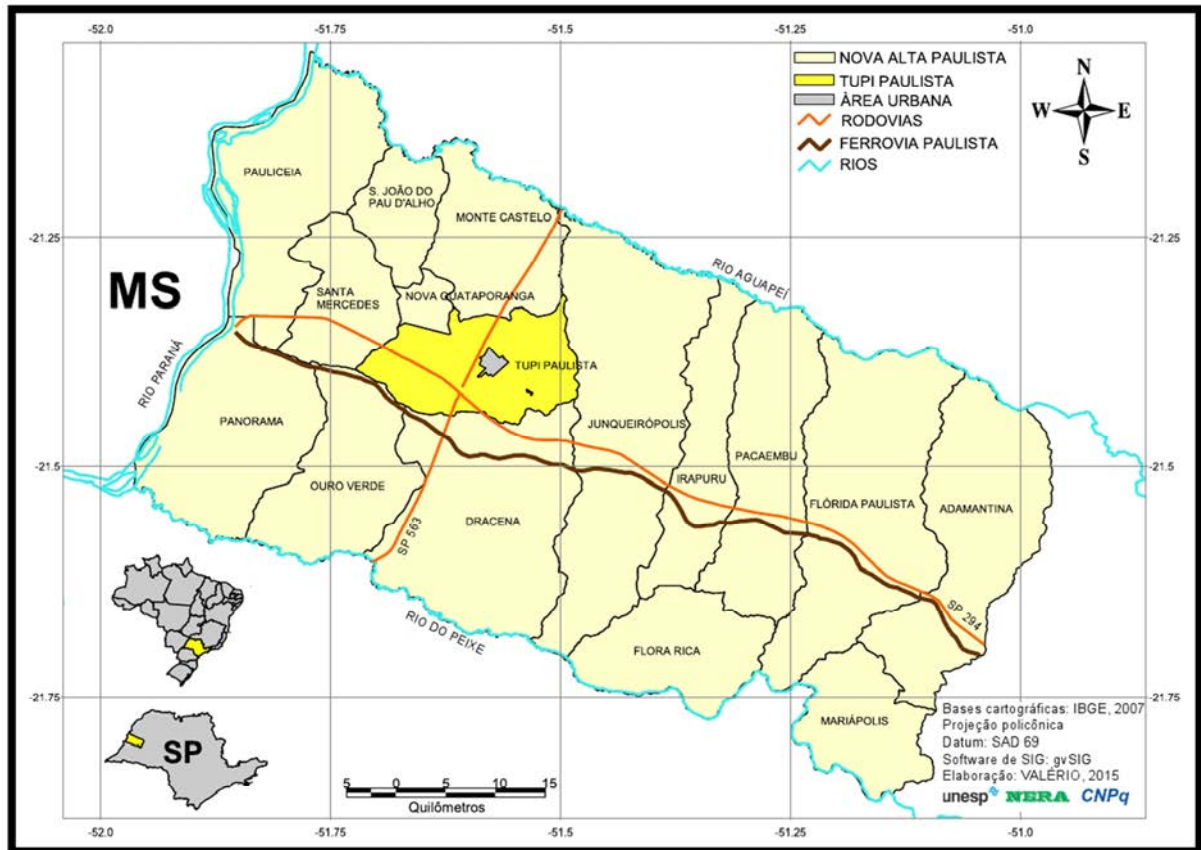 -52.0
-51.75
-51.5
-51.25
-51.0
NOVA ALTA PAULISTA
TUPI PAULISTA
ÀREA URBANA
RODOVIAS
FERROVIA PAULISTA
RIOS
N
W
E
S
PAULICEIA
S. JOÃO DO
PAU D'ALHO
MONTE CASTELO
-21.25
-21.25
MS
RIO AGUAPEÍ
SANTA
MERCEDES
NOVA GUATAPORANGA
TUPI PAULISTA
RIO PARANÁ
PANORAMA
JUNQUEIRÓPOLIS
PACAEMBU
-21.5
-21.5
OURO VERDE
IRAPURU
FLÓRIDA PAULISTA
ADAMANTINA
DRACENA
SP 563
SP 294
RIO DO PEIXE
FLORA RICA
-21.75
-21.75
MARIÁPOLIS
SP
Bases cartográficas: IBGE, 2007
Projeção policônica
Datum: SAD 69
Software de SIG: gvSIG
Elaboração: VALÉRIO, 2015
unesp NERA CNPq
5 0 5 10 15
Quilômetros
-52.0
-51.75
-51.5
-51.25
-51.0